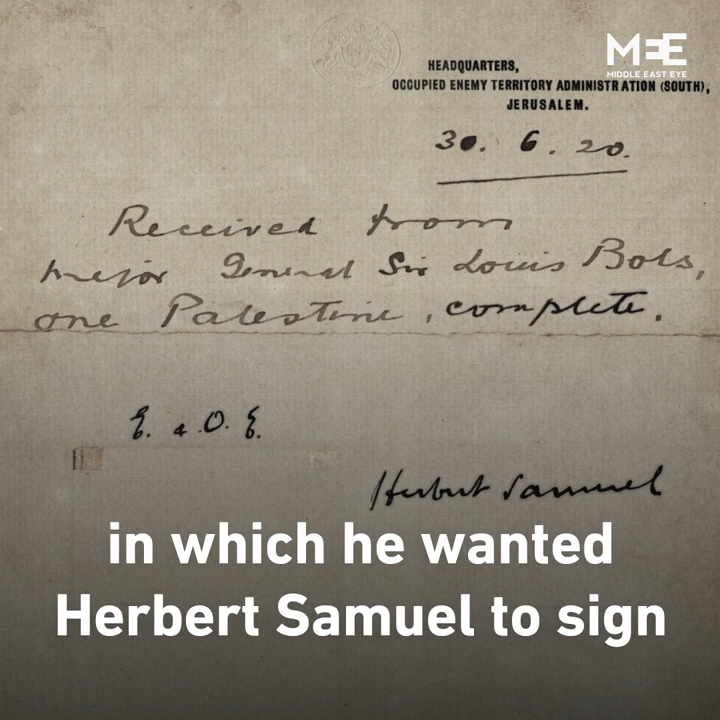 MEE
MIDDLE EAST EYE
HEADQUARTERS,
OCCUPIED ENEMY TERRITORY ADMINISTRATION (SOUTH),
JERUSALEM.
30. 6. 20.
Received from
Major General Sir Louis Bols,
one Palestine, complete.
E. & O. E.
Herbert Samuel
in which he wanted
Herbert Samuel to sign